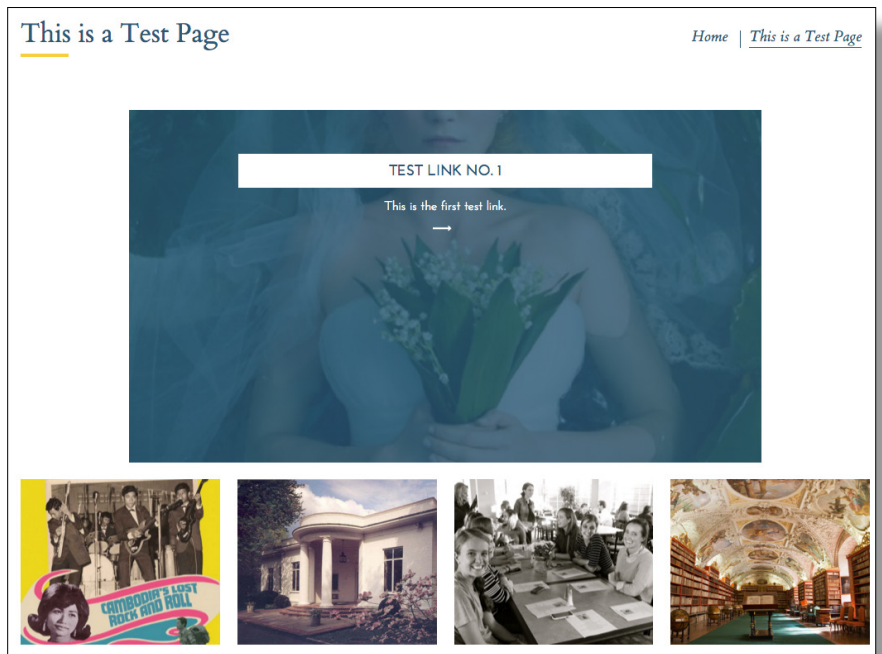 This is a Test Page
Home | This is a Test Page
TEST LINK NO. 1
This is the first test link.
CAMBODIA'S LOST
ROCK AND ROLL